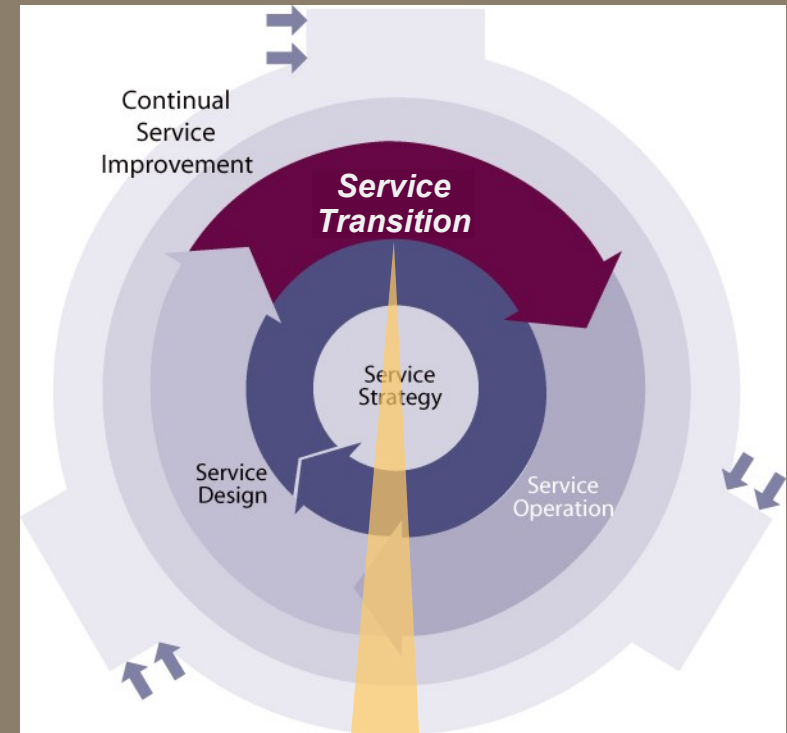 Continual
Service
Improvement
Service
Transition
Service
Strategy
Service
Design
Service
Operation